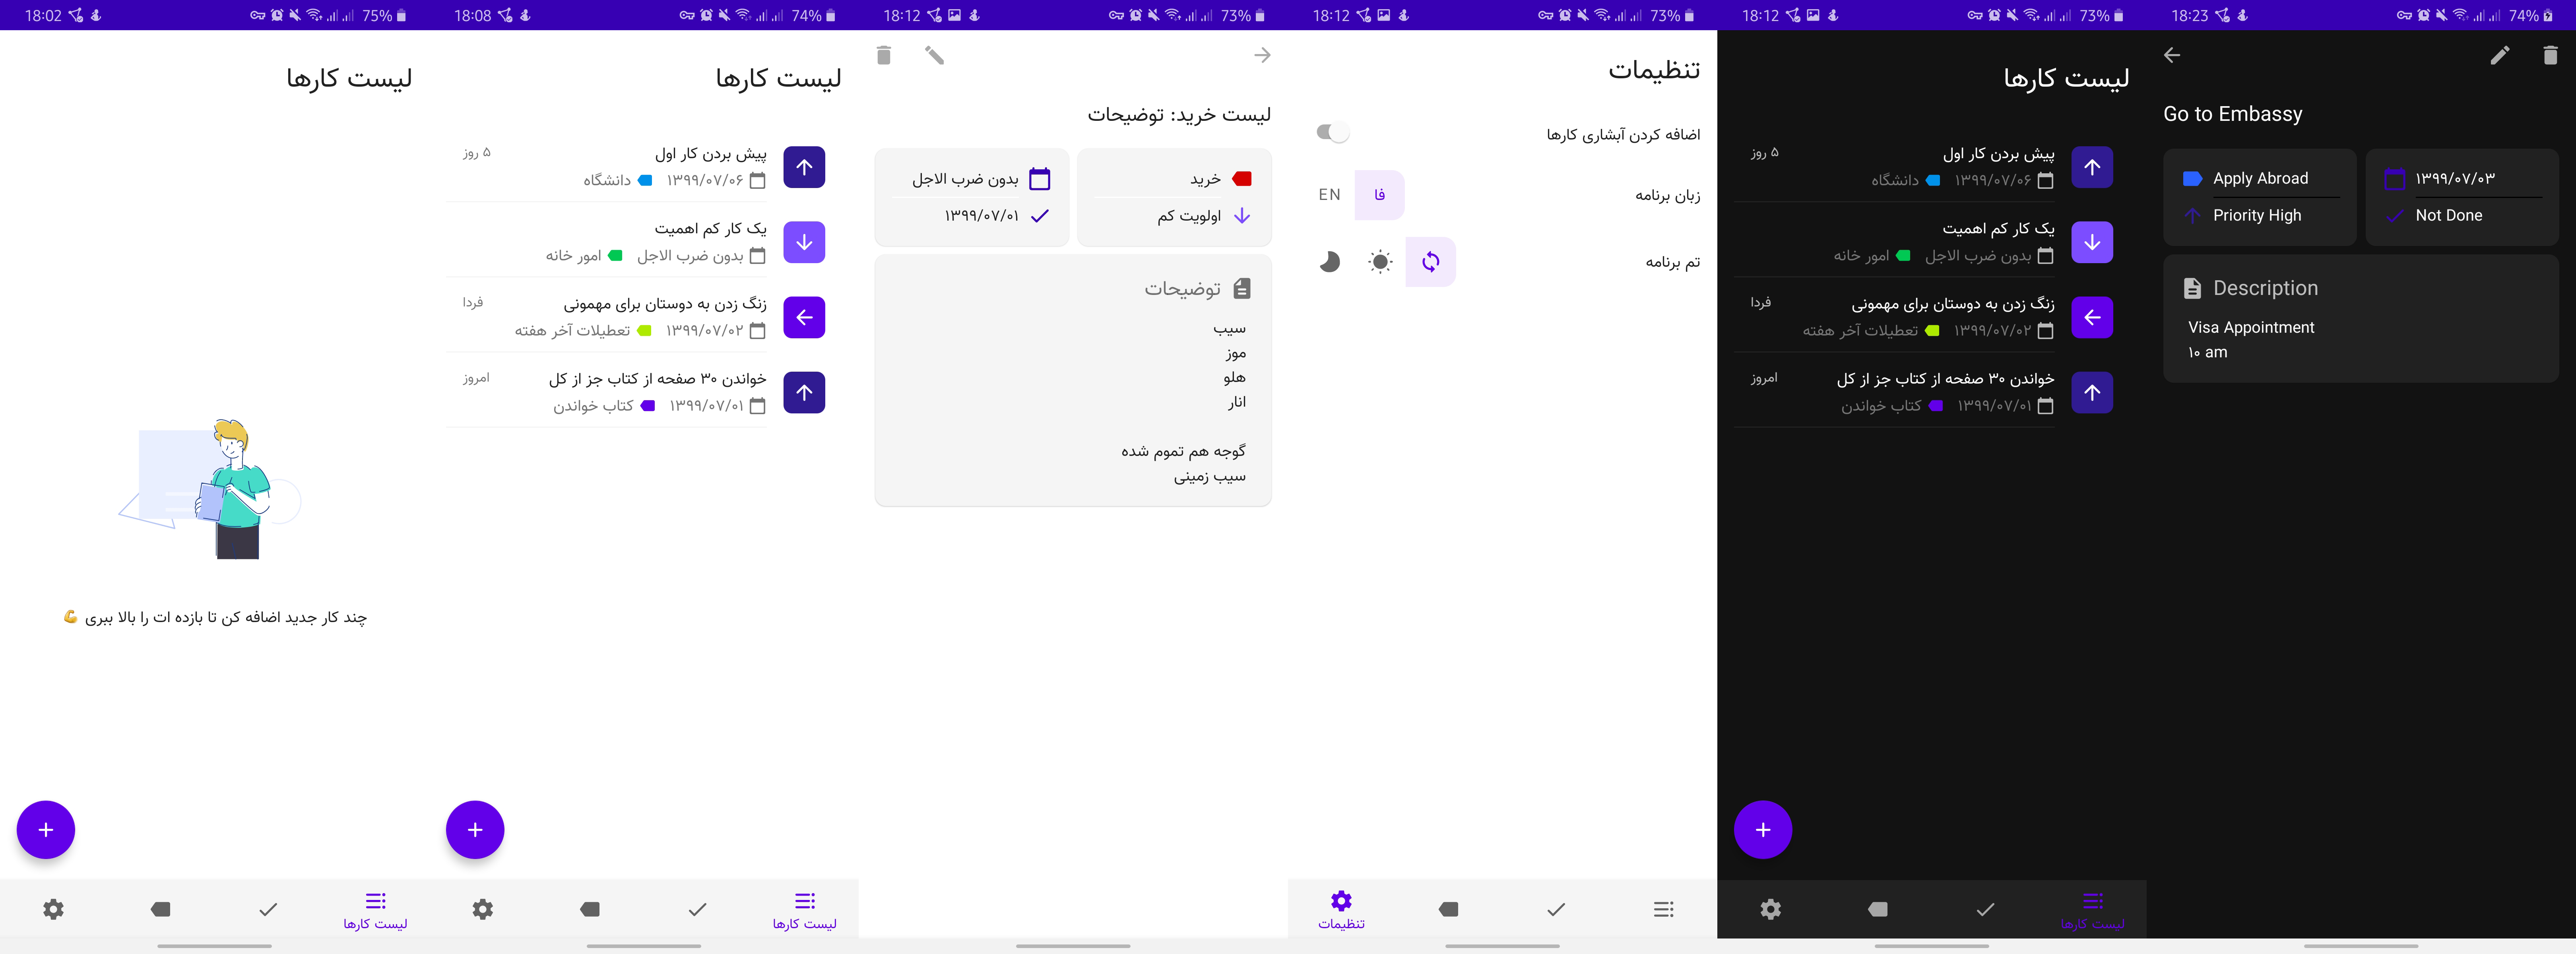 18:02
75%
لیست کارها
چند کار جدید اضافه کن تا بازده ات را بالا ببری 💪
لیست کارها
18:08
74%
لیست کارها
پیش بردن کار اول
۵ روز
۱۳۹۹/۰۷/۰۶ دانشگاه
یک کار کم اهمیت
بدون ضرب الاجل امور خانه
زنگ زدن به دوستان برای مهمونی
فردا
۱۳۹۹/۰۷/۰۲ تعطیلات آخر هفته
خواندن ۳۰ صفحه از کتاب جز از کل
امروز
۱۳۹۹/۰۷/۰۱ کتاب خواندن
لیست کارها
18:12
73%
لیست خرید: توضیحات
خرید
اولویت کم
بدون ضرب الاجل
۱۳۹۹/۰۷/۰۱
توضیحات
سیب
موز
هلو
انار
گوجه هم تموم شده
سیب زمینی
18:12
73%
تنظیمات
اضافه کردن آبشاری کارها
زبان برنامه
فا
EN
تم برنامه
تنظیمات
18:12
73%
لیست کارها
پیش بردن کار اول
۵ روز
۱۳۹۹/۰۷/۰۶ دانشگاه
یک کار کم اهمیت
بدون ضرب الاجل امور خانه
زنگ زدن به دوستان برای مهمونی
فردا
۱۳۹۹/۰۷/۰۲ تعطیلات آخر هفته
خواندن ۳۰ صفحه از کتاب جز از کل
امروز
۱۳۹۹/۰۷/۰۱ کتاب خواندن
لیست کارها
18:23
74%
Go to Embassy
Apply Abroad
Priority High
۱۳۹۹/۰۷/۰۳
Not Done
Description
Visa Appointment
۱۰ am